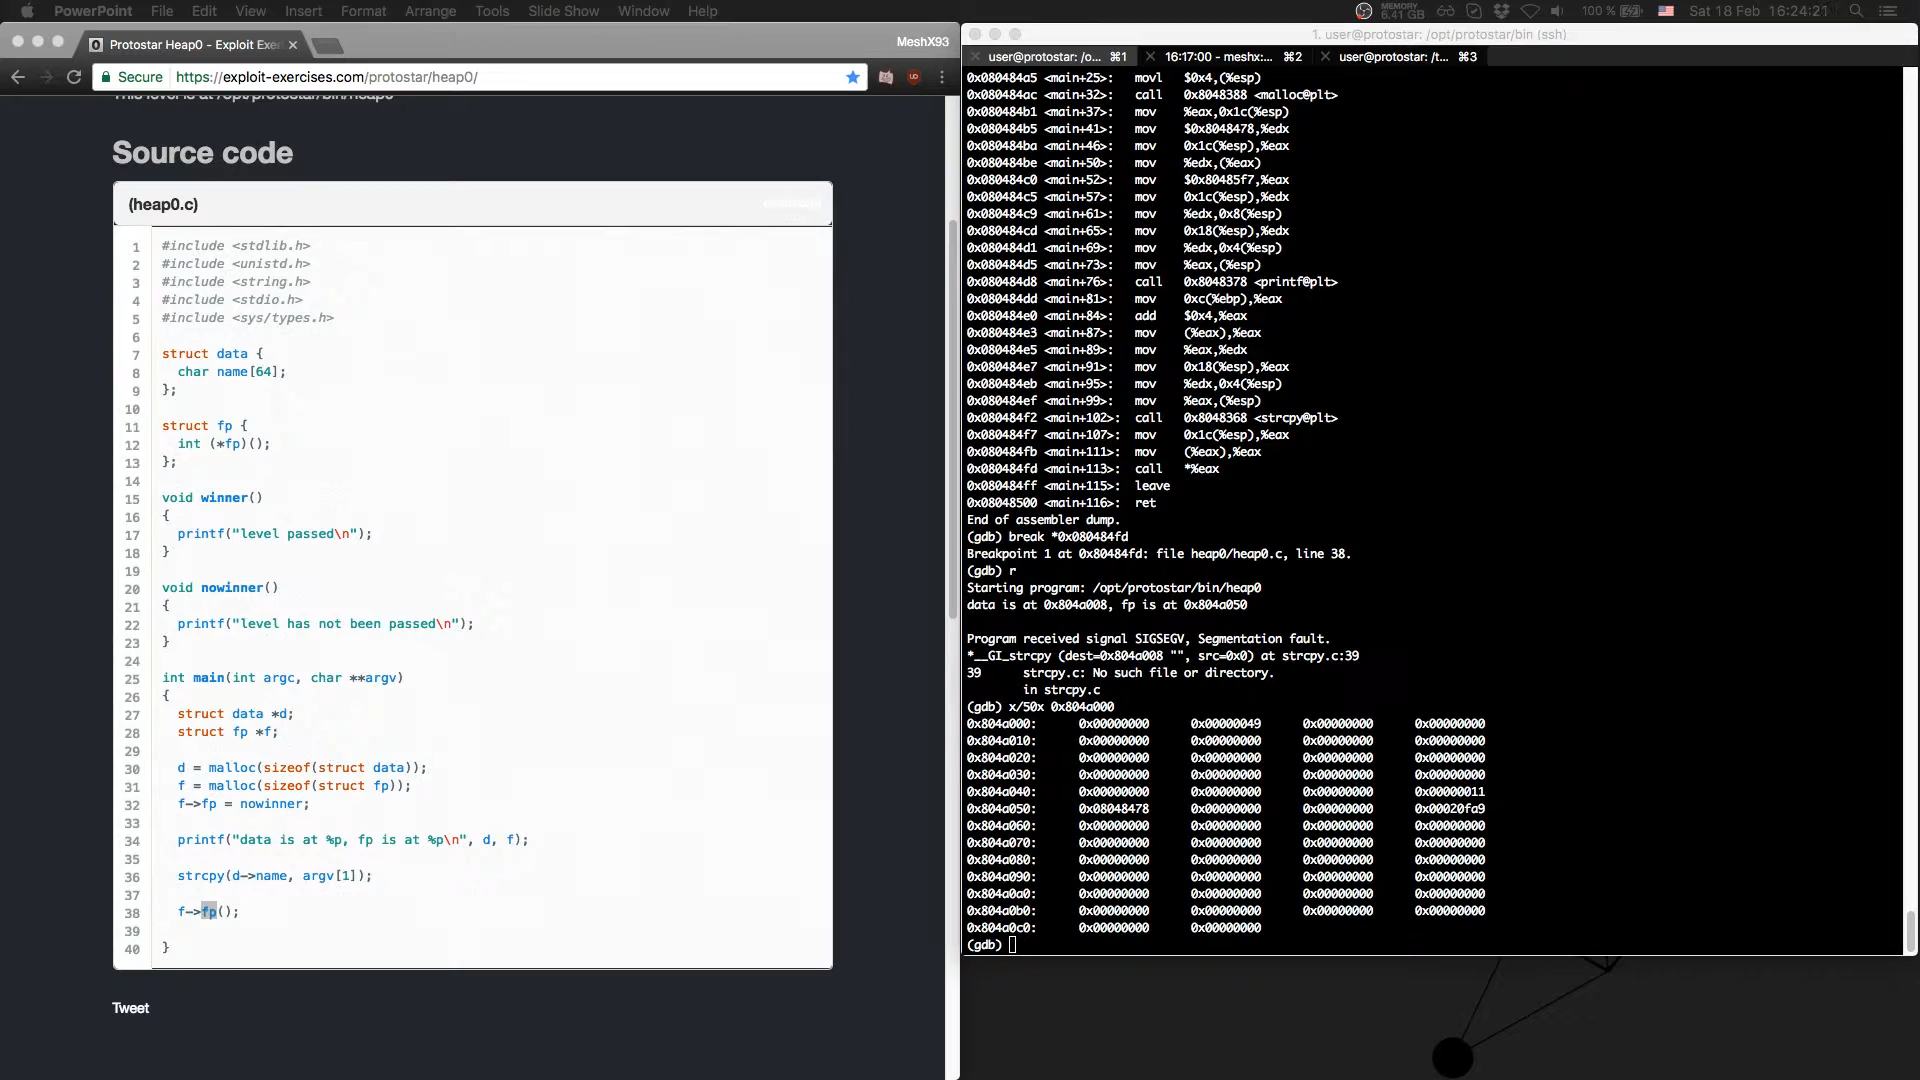 PowerPoint File Edit View Insert Format Arrange Tools Slide Show Window Help MEMORY 6.41 GB 100 % Sat 18 Feb 16:24:21
Protostar Heap0 - Exploit Exer
MeshX93
Secure https://exploit-exercises.com/protostar/heap0/
This level is at /opt/protostar/bin/heap0
Source code
(heap0.c)
1 #include <stdlib.h>
2 #include <unistd.h>
3 #include <string.h>
4 #include <stdio.h>
5 #include <sys/types.h>
6
7 struct data {
8 char name[64];
9 };
10
11 struct fp {
12 int (*fp)();
13 };
14
15 void winner()
16 {
17 printf("level passed\n");
18 }
19
20 void nowinner()
21 {
22 printf("level has not been passed\n");
23 }
24
25 int main(int argc, char **argv)
26 {
27 struct data *d;
28 struct fp *f;
29
30 d = malloc(sizeof(struct data));
31 f = malloc(sizeof(struct fp));
32 f->fp = nowinner;
33
34 printf("data is at %p, fp is at %p\n", d, f);
35
36 strcpy(d->name, argv[1]);
37
38 f->fp();
39
40 }
Tweet
1. user@protostar: /opt/protostar/bin (ssh)
user@protostar: /o... ⌘1 16:17:00 - meshx:... ⌘2 user@protostar: /t... ⌘3
0x080484a5 <main+25>: movl $0x4,(%esp)
0x080484ac <main+32>: call 0x8048388 <malloc@plt>
0x080484b1 <main+37>: mov %eax,0x1c(%esp)
0x080484b5 <main+41>: mov $0x8048478,%edx
0x080484ba <main+46>: mov 0x1c(%esp),%eax
0x080484be <main+50>: mov %edx,(%eax)
0x080484c0 <main+52>: mov $0x80485f7,%eax
0x080484c5 <main+57>: mov 0x1c(%esp),%edx
0x080484c9 <main+61>: mov %edx,0x8(%esp)
0x080484cd <main+65>: mov 0x18(%esp),%edx
0x080484d1 <main+69>: mov %edx,0x4(%esp)
0x080484d5 <main+73>: mov %eax,(%esp)
0x080484d8 <main+76>: call 0x8048378 <printf@plt>
0x080484dd <main+81>: mov 0xc(%ebp),%eax
0x080484e0 <main+84>: add $0x4,%eax
0x080484e3 <main+87>: mov (%eax),%eax
0x080484e5 <main+89>: mov %eax,%edx
0x080484e7 <main+91>: mov 0x18(%esp),%eax
0x080484eb <main+95>: mov %edx,0x4(%esp)
0x080484ef <main+99>: mov %eax,(%esp)
0x080484f2 <main+102>: call 0x8048368 <strcpy@plt>
0x080484f7 <main+107>: mov 0x1c(%esp),%eax
0x080484fb <main+111>: mov (%eax),%eax
0x080484fd <main+113>: call *%eax
0x080484ff <main+115>: leave
0x08048500 <main+116>: ret
End of assembler dump.
(gdb) break *0x080484fd
Breakpoint 1 at 0x80484fd: file heap0/heap0.c, line 38.
(gdb) r
Starting program: /opt/protostar/bin/heap0
data is at 0x804a008, fp is at 0x804a050
Program received signal SIGSEGV, Segmentation fault.
*__GI_strcpy (dest=0x804a008 "", src=0x0) at strcpy.c:39
39 strcpy.c: No such file or directory.
in strcpy.c
(gdb) x/50x 0x804a000
0x804a000: 0x00000000 0x00000049 0x00000000 0x00000000
0x804a010: 0x00000000 0x00000000 0x00000000 0x00000000
0x804a020: 0x00000000 0x00000000 0x00000000 0x00000000
0x804a030: 0x00000000 0x00000000 0x00000000 0x00000000
0x804a040: 0x00000000 0x00000000 0x00000000 0x00000011
0x804a050: 0x08048478 0x00000000 0x00000000 0x00020fa9
0x804a060: 0x00000000 0x00000000 0x00000000 0x00000000
0x804a070: 0x00000000 0x00000000 0x00000000 0x00000000
0x804a080: 0x00000000 0x00000000 0x00000000 0x00000000
0x804a090: 0x00000000 0x00000000 0x00000000 0x00000000
0x804a0a0: 0x00000000 0x00000000 0x00000000 0x00000000
0x804a0b0: 0x00000000 0x00000000 0x00000000 0x00000000
0x804a0c0: 0x00000000 0x00000000
(gdb)